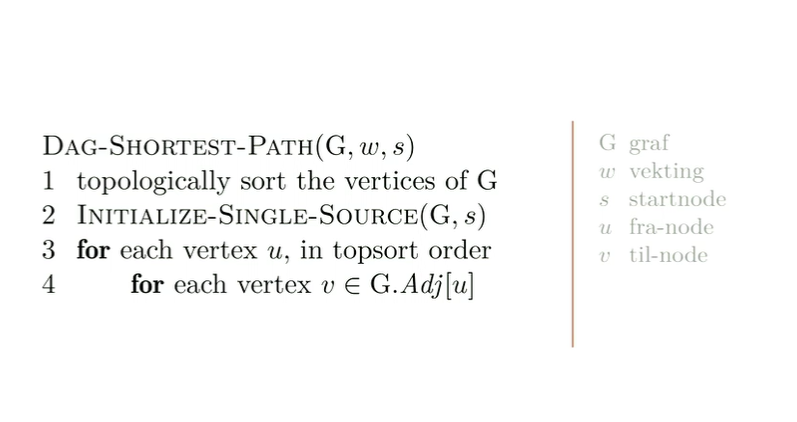 DAG-SHORTEST-PATH(G, w, s)
1 topologically sort the vertices of G
2 INITIALIZE-SINGLE-SOURCE(G, s)
3 for each vertex u, in topsort order
4 for each vertex v ∈ G.Adj[u]
G graf
w vekting
s startnode
u fra-node
v til-node